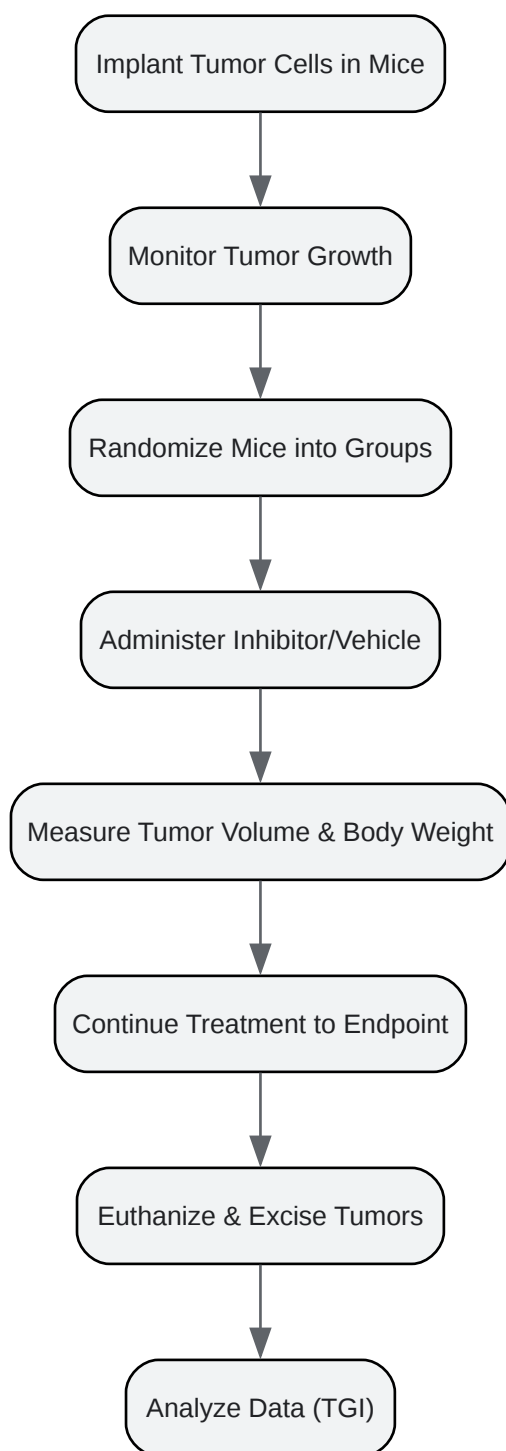 Implant Tumor Cells in Mice
Monitor Tumor Growth
Randomize Mice into Groups
Administer Inhibitor/Vehicle
Measure Tumor Volume & Body Weight
Continue Treatment to Endpoint
Euthanize & Excise Tumors
Analyze Data (TGI)